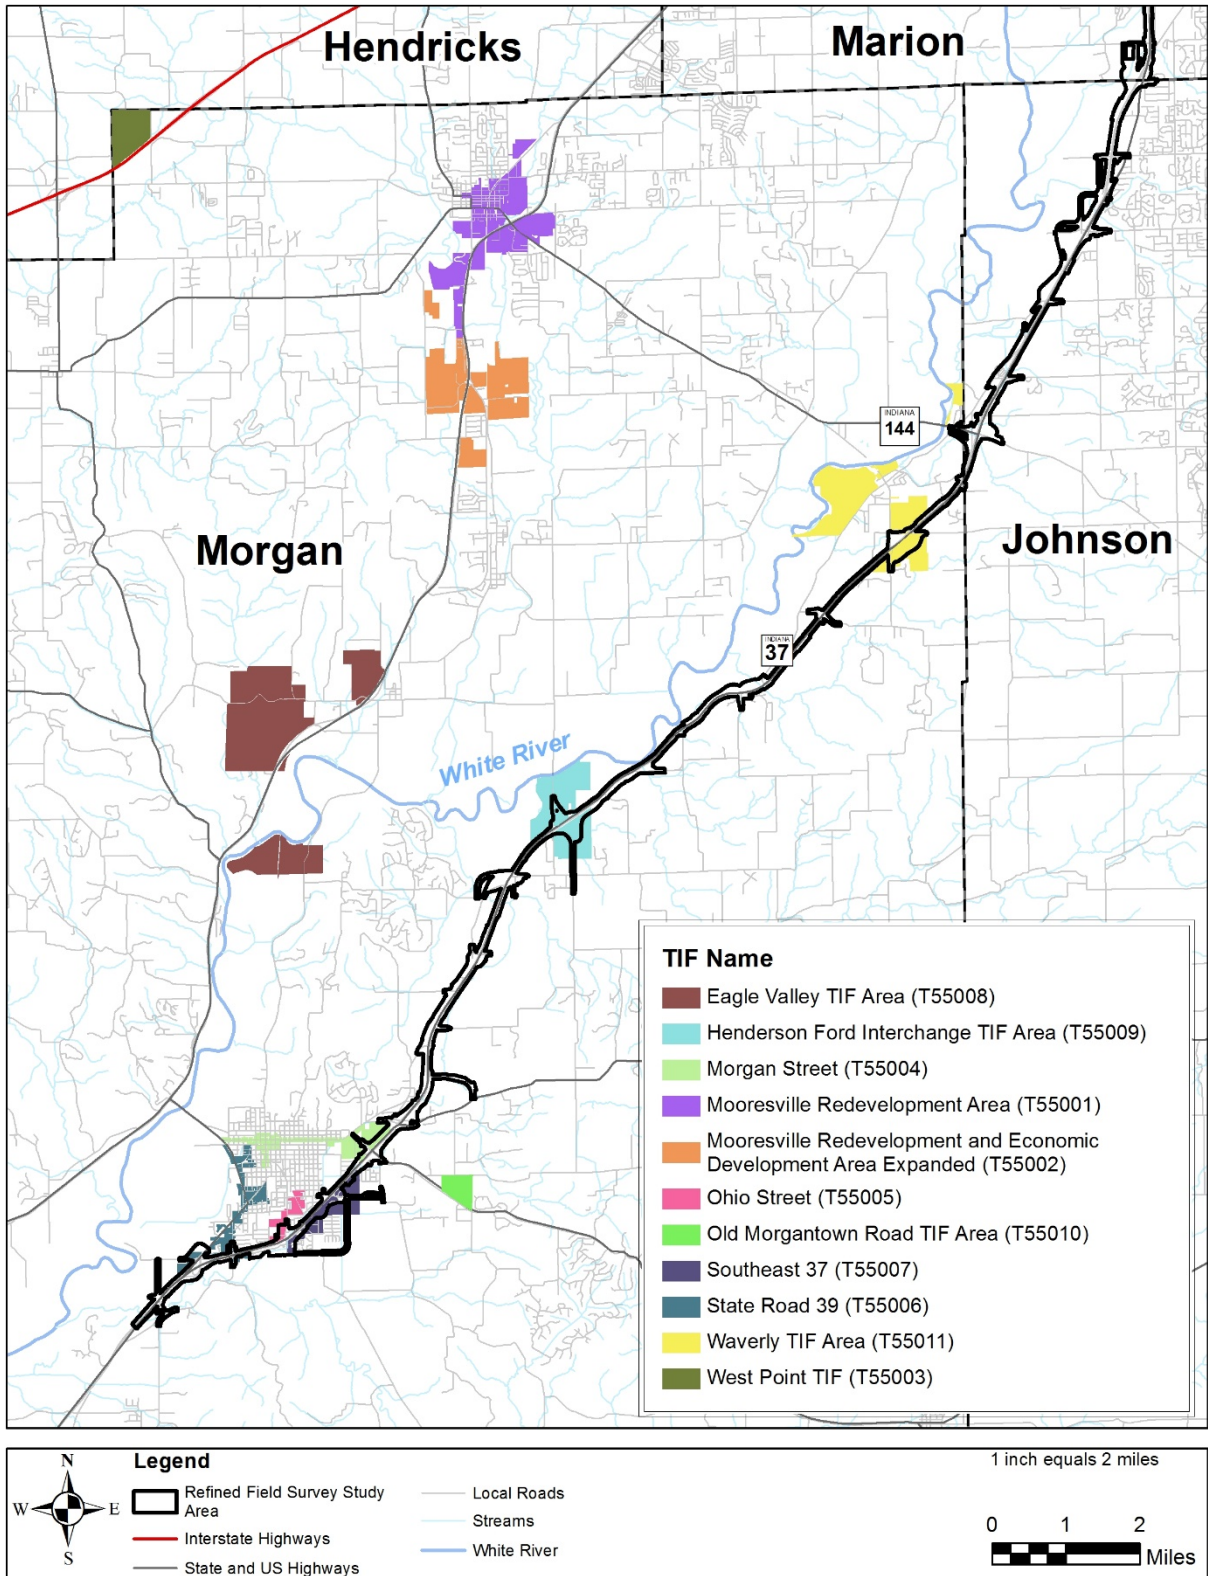 Hendricks
Marion
INDIANA
144
Morgan
Johnson
INDIANA
37
White River
TIF Name
Eagle Valley TIF Area (T55008)
Henderson Ford Interchange TIF Area (T55009)
Morgan Street (T55004)
Mooresville Redevelopment Area (T55001)
Mooresville Redevelopment and Economic
Development Area Expanded (T55002)
Ohio Street (T55005)
Old Morgantown Road TIF Area (T55010)
Southeast 37 (T55007)
State Road 39 (T55006)
Waverly TIF Area (T55011)
West Point TIF (T55003)
N
W
E
S
Legend
Refined Field Survey Study
Area
Interstate Highways
State and US Highways
Local Roads
Streams
White River
1 inch equals 2 miles
0 1 2
Miles